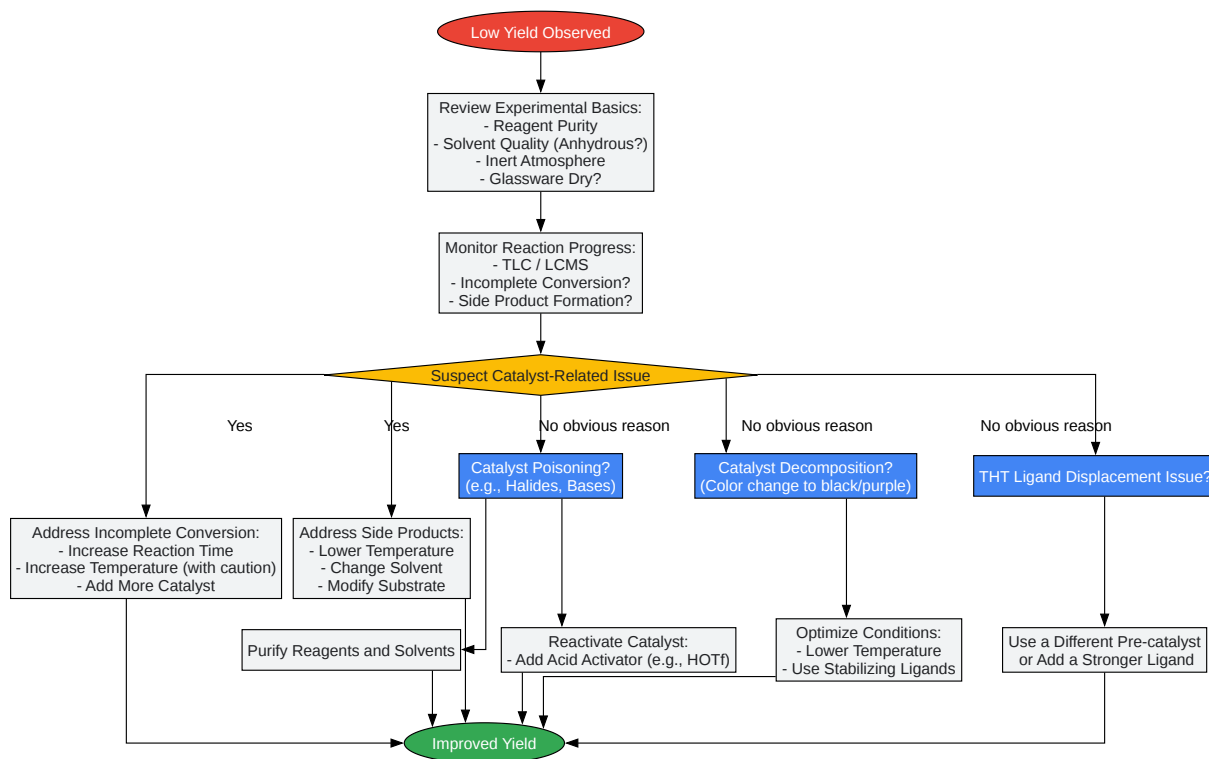 Low Yield Observed
Review Experimental Basics:
- Reagent Purity
- Solvent Quality (Anhydrous?)
- Inert Atmosphere
- Glassware Dry?
Monitor Reaction Progress:
- TLC / LCMS
- Incomplete Conversion?
- Side Product Formation?
Suspect Catalyst-Related Issue
Yes
Yes
No obvious reason
No obvious reason
No obvious reason
Catalyst Poisoning?
(e.g., Halides, Bases)
Catalyst Decomposition?
(Color change to black/purple)
THT Ligand Displacement Issue?
Address Incomplete Conversion:
- Increase Reaction Time
- Increase Temperature (with caution)
- Add More Catalyst
Address Side Products:
- Lower Temperature
- Change Solvent
- Modify Substrate
Purify Reagents and Solvents
Reactivate Catalyst:
- Add Acid Activator (e.g., HOTf)
Optimize Conditions:
- Lower Temperature
- Use Stabilizing Ligands
Use a Different Pre-catalyst
or Add a Stronger Ligand
Improved Yield